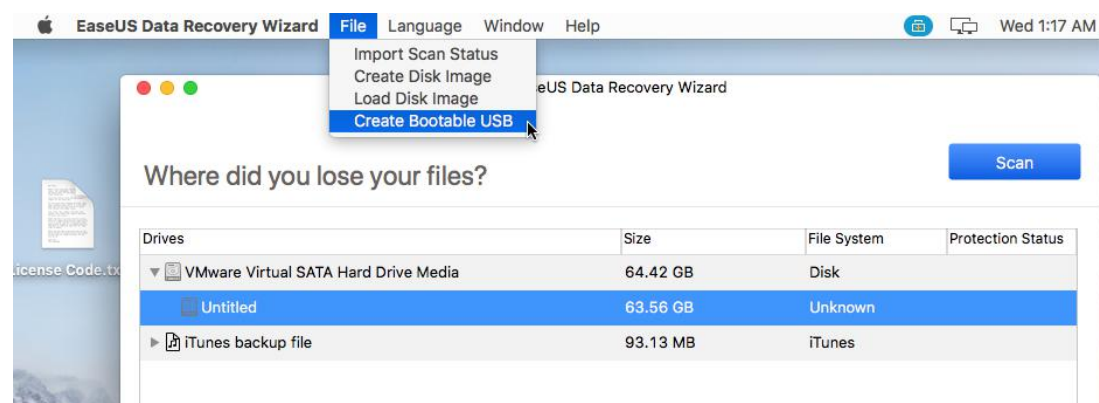 EaseUS Data Recovery Wizard File Language Window Help Wed 1:17 AM
Import Scan Status
Create Disk Image
Load Disk Image
Create Bootable USB
eUS Data Recovery Wizard
Where did you lose your files?
Scan
Drives Size File System Protection Status
VMware Virtual SATA Hard Drive Media 64.42 GB Disk
Untitled 63.56 GB Unknown
iTunes backup file 93.13 MB iTunes
icense Code.tx